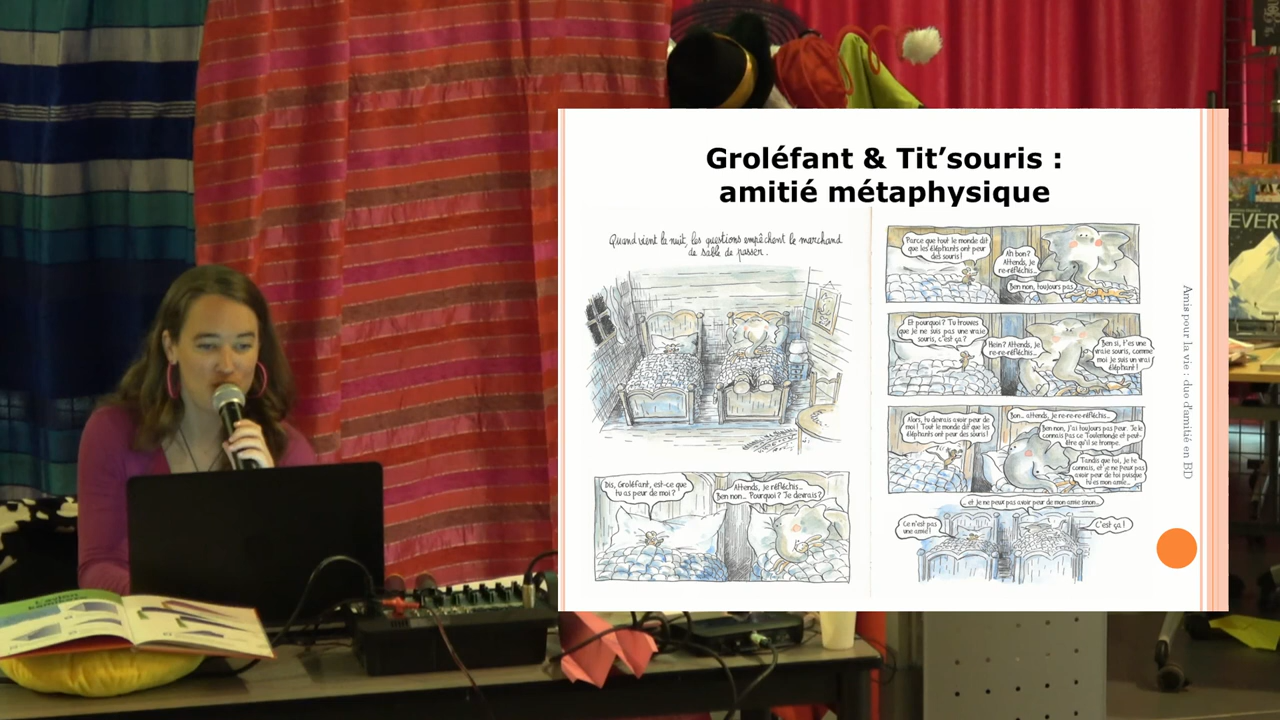 Groléfant & Tit'souris :
amitié métaphysique
Quand vient la nuit, les questions empêchent le marchand
de sable de passer.
Dis, Groléfant, est-ce que
tu as peur de moi ?
Attends, je réfléchis...
Ben non... Pourquoi ? Je devrais ?
Parce que tout le monde dit
que les éléphants ont peur
des souris !
Ah bon ?
Attends, je
re-réfléchis...
Ben non, toujours pas.
Et pourquoi ? Tu trouves
que je ne suis pas une vraie
souris, c'est ça ?
Hein ? Attends, je
re-re-réfléchis...
Ben si, t'es une
vraie souris, comme
moi je suis un vrai
éléphant !
Alors, tu devrais avoir peur de
moi ! Tout le monde dit que les
éléphants ont peur des souris !
Bon... attends, je re-re-re-réfléchis...
Ben non, j'ai toujours pas peur. Je le
connais pas ce Toulemonde et peut-
être qu'il se trompe.
Tandis que toi, je te
connais, et je ne peux pas
avoir peur de toi puisque
tu es mon amie...
... et je ne peux pas avoir peur de mon amie sinon...
Ce n'est pas
une amie !
C'est ça !
Amis pour la vie : duo d'amitié en BD
EVER